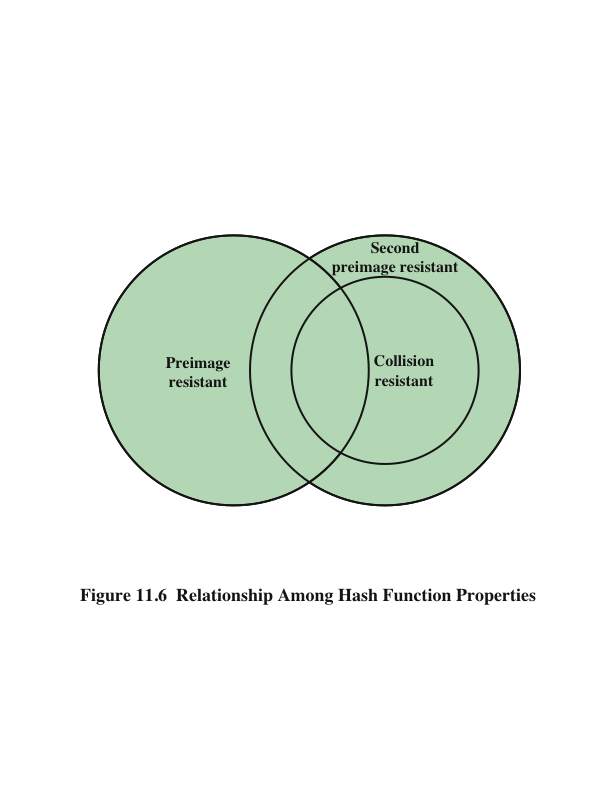 Second
preimage resistant
Preimage
resistant
Collision
resistant
Figure 11.6  Relationship Among Hash Function Properties